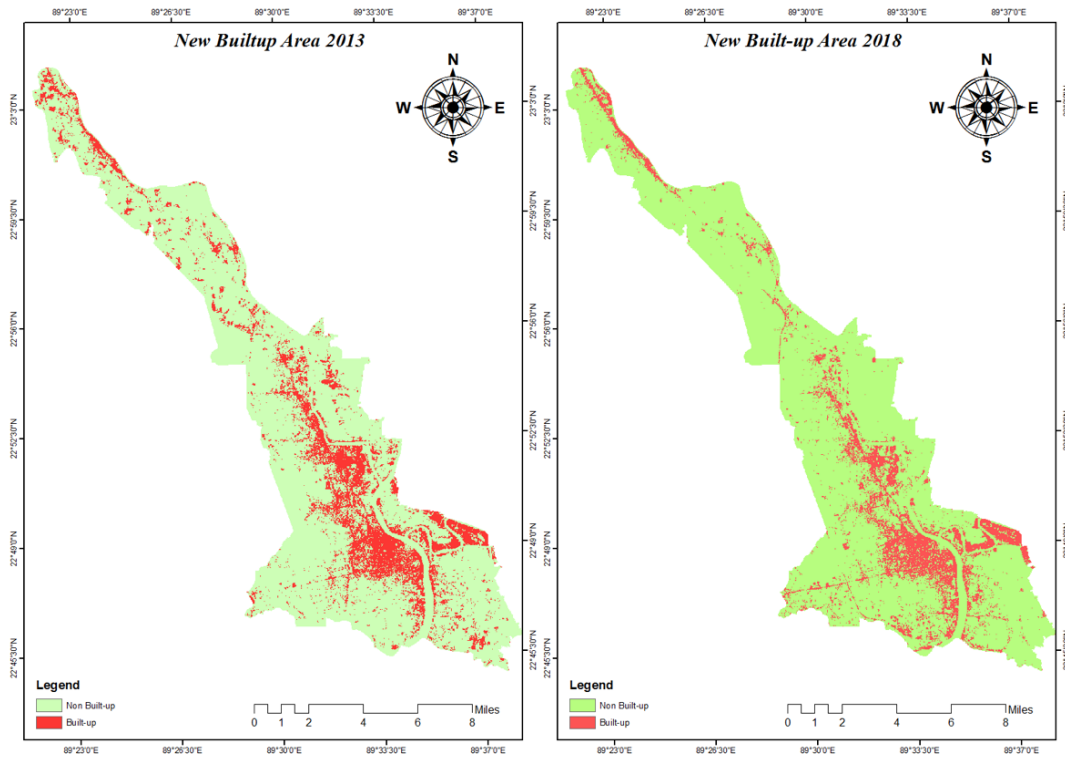 89°23'0"E 89°26'30"E 89°30'0"E 89°33'30"E 89°37'0"E
New Builtup Area 2013
N
W E
S
23°3'0"N
22°59'30"N
22°56'0"N
22°52'30"N
22°49'0"N
22°45'30"N
Legend
Non Built-up
Built-up
0 1 2 4 6 8 Miles
89°23'0"E 89°26'30"E 89°30'0"E 89°33'30"E 89°37'0"E
89°23'0"E 89°26'30"E 89°30'0"E 89°33'30"E 89°37'0"E
New Built-up Area 2018
N
W E
S
23°3'0"N
22°59'30"N
22°56'0"N
22°52'30"N
22°49'0"N
22°45'30"N
Legend
Non Built-up
Built-up
0 1 2 4 6 8 Miles
89°23'0"E 89°26'30"E 89°30'0"E 89°33'30"E 89°37'0"E